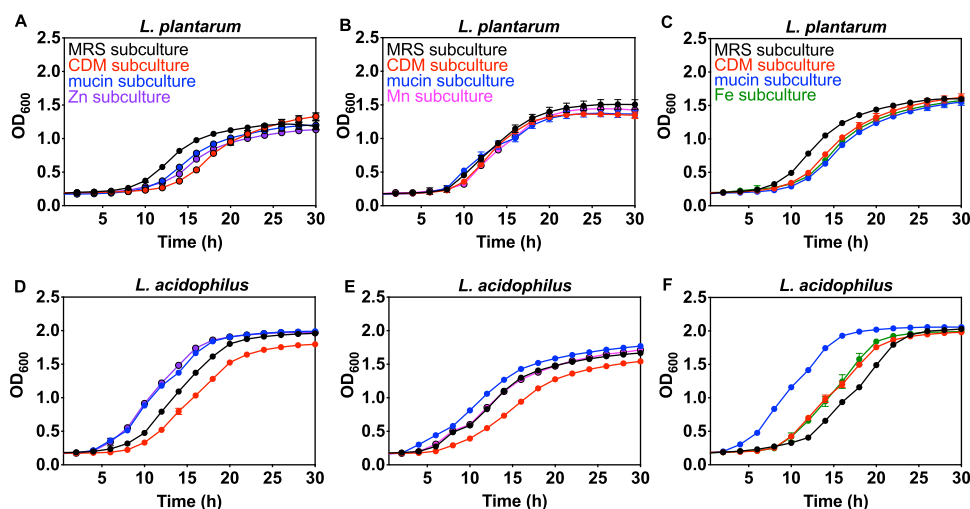 A
L. plantarum
2.5
2.0
1.5
1.0
0.5
0.0
OD600
MRS subculture
CDM subculture
mucin subculture
Zn subculture
5 10 15 20 25 30
Time (h)
B
L. plantarum
2.5
2.0
1.5
1.0
0.5
0.0
OD600
MRS subculture
CDM subculture
mucin subculture
Mn subculture
5 10 15 20 25 30
Time (h)
C
L. plantarum
2.5
2.0
1.5
1.0
0.5
0.0
OD600
MRS subculture
CDM subculture
mucin subculture
Fe subculture
5 10 15 20 25 30
Time (h)
D
L. acidophilus
2.5
2.0
1.5
1.0
0.5
0.0
OD600
5 10 15 20 25 30
Time (h)
E
L. acidophilus
2.5
2.0
1.5
1.0
0.5
0.0
OD600
5 10 15 20 25 30
Time (h)
F
L. acidophilus
2.5
2.0
1.5
1.0
0.5
0.0
OD600
5 10 15 20 25 30
Time (h)